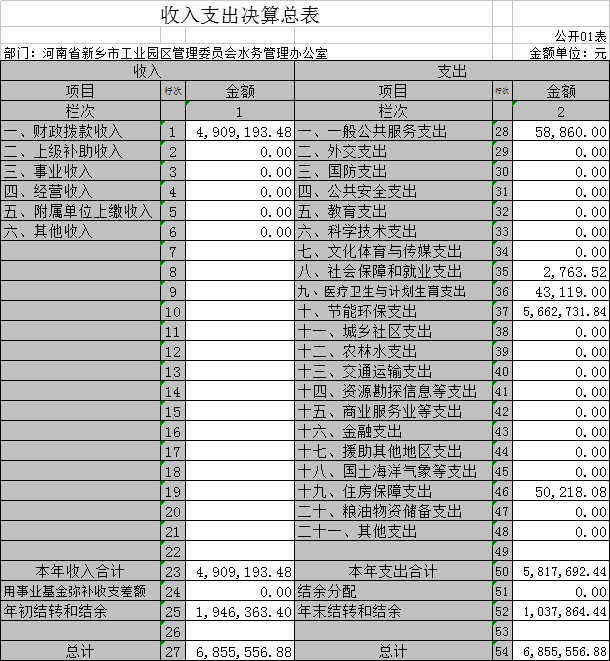 收入支出决算总表
公开01表
部门：河南省新乡市工业园区管理委员会水务管理办公室 金额单位：元
收入 支出
项目 行次 金额 项目 行次 金额
栏次 1 栏次 2
一、财政拨款收入 1 4,909,193.48 一、一般公共服务支出 28 58,860.00
二、上级补助收入 2 0.00 二、外交支出 29 0.00
三、事业收入 3 0.00 三、国防支出 30 0.00
四、经营收入 4 0.00 四、公共安全支出 31 0.00
五、附属单位上缴收入 5 0.00 五、教育支出 32 0.00
六、其他收入 6 0.00 六、科学技术支出 33 0.00
7 七、文化体育与传媒支出 34 0.00
8 八、社会保障和就业支出 35 2,763.52
9 九、医疗卫生与计划生育支出 36 43,119.00
10 十、节能环保支出 37 5,662,731.84
11 十一、城乡社区支出 38 0.00
12 十二、农林水支出 39 0.00
13 十三、交通运输支出 40 0.00
14 十四、资源勘探信息等支出 41 0.00
15 十五、商业服务业等支出 42 0.00
16 十六、金融支出 43 0.00
17 十七、援助其他地区支出 44 0.00
18 十八、国土海洋气象等支出 45 0.00
19 十九、住房保障支出 46 50,218.08
20 二十、粮油物资储备支出 47 0.00
21 二十一、其他支出 48 0.00
22 49
本年收入合计 23 4,909,193.48 本年支出合计 50 5,817,692.44
用事业基金弥补收支差额 24 0.00 结余分配 51 0.00
年初结转和结余 25 1,946,363.40 年末结转和结余 52 1,037,864.44
26 53
总计 27 6,855,556.88 总计 54 6,855,556.88